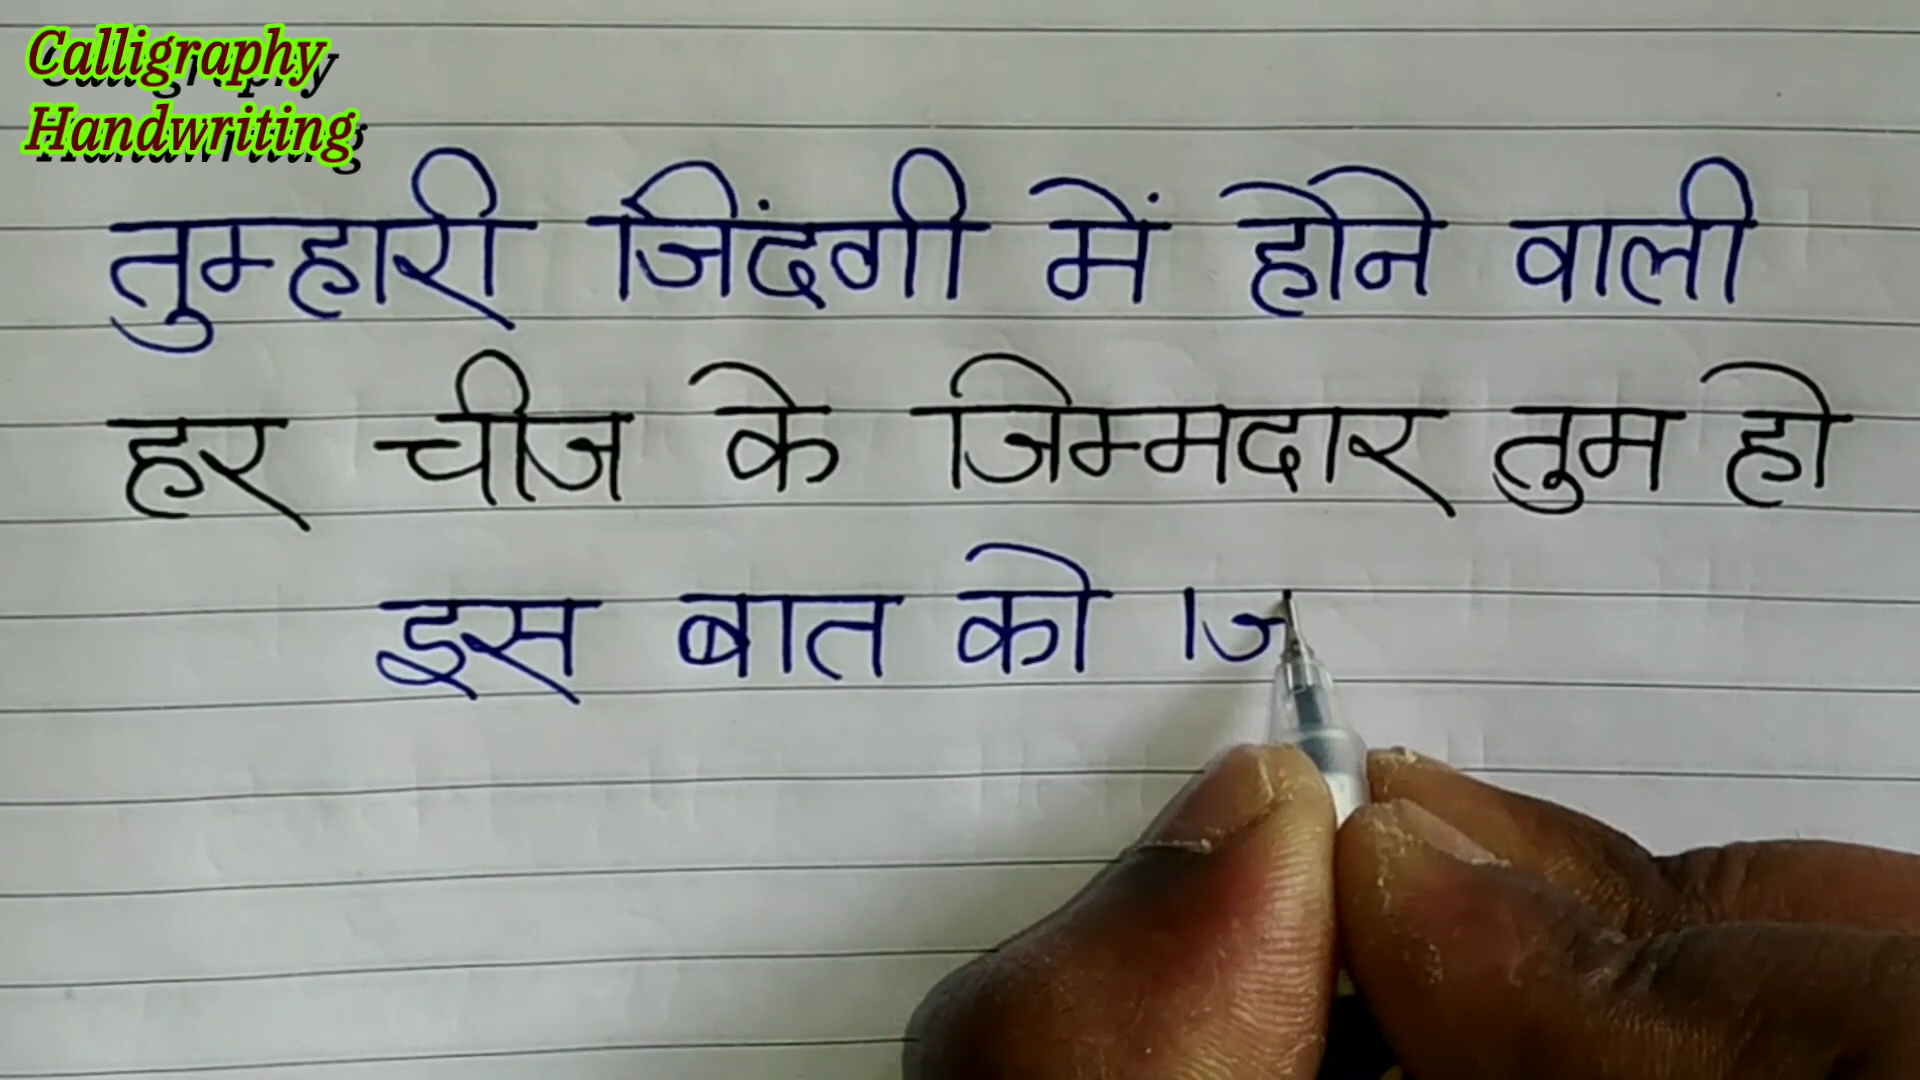 Calligraphy
Handwriting
तुम्हारी जिंदगी में होने वाली
हर चीज के जिम्मदार तुम हो
इस बात को